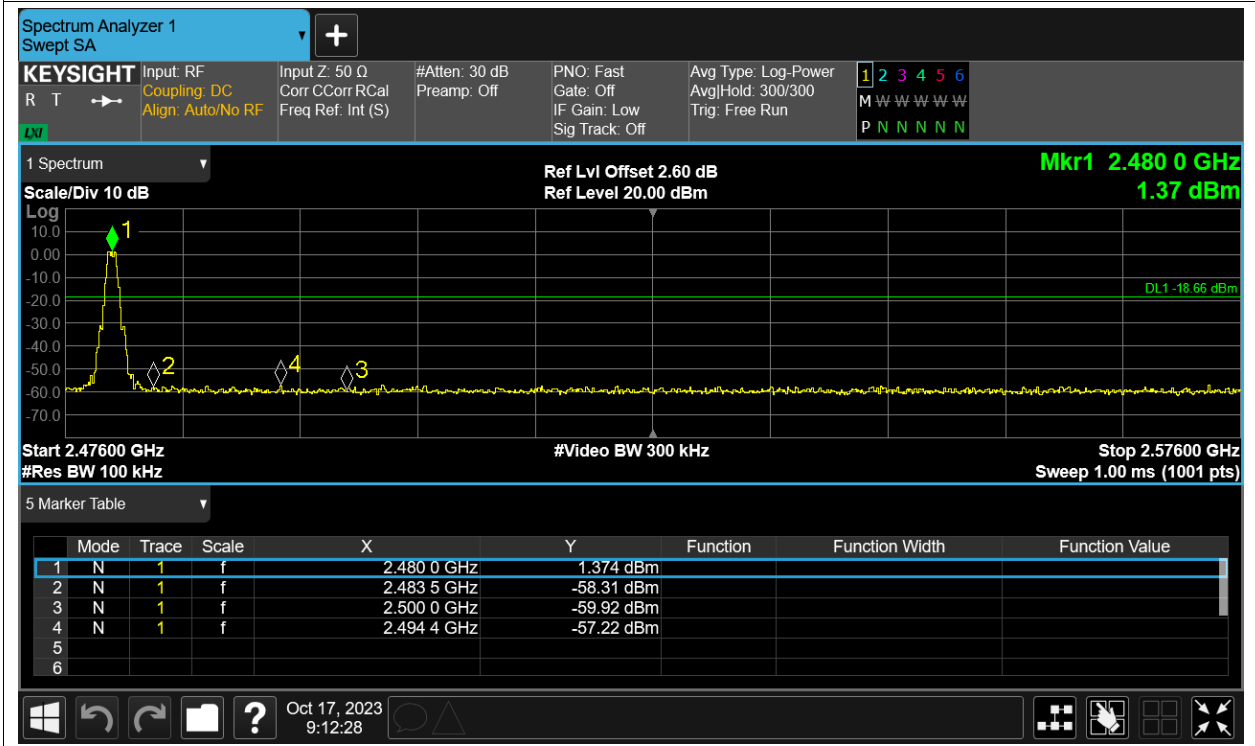 Spectrum Analyzer 1
Swept SA
+
KEYSIGHT Input: RF Input Z: 50 Ω #Atten: 30 dB PNO: Fast Avg Type: Log-Power 1 2 3 4 5 6
R T Coupling: DC Corr CCorr RCal Preamp: Off Gate: Off Avg|Hold: 300/300 M W W W W W
Align: Auto/No RF Freq Ref: Int (S) IF Gain: Low Trig: Free Run
LXI Sig Track: Off P N N N N N
1 Spectrum Ref Lvl Offset 2.60 dB Mkr1 2.480 0 GHz
Scale/Div 10 dB Ref Level 20.00 dBm 1.37 dBm
Log
10.0 1
0.00
-10.0
DL1 -18.66 dBm
-20.0
-30.0
-40.0
-50.0 2 4 3
-60.0
-70.0
Start 2.47600 GHz #Video BW 300 kHz Stop 2.57600 GHz
#Res BW 100 kHz Sweep 1.00 ms (1001 pts)
5 Marker Table
Mode Trace Scale X Y Function Function Width Function Value
1 N 1 f 2.480 0 GHz 1.374 dBm
2 N 1 f 2.483 5 GHz -58.31 dBm
3 N 1 f 2.500 0 GHz -59.92 dBm
4 N 1 f 2.494 4 GHz -57.22 dBm
5
6
? Oct 17, 2023
9:12:28